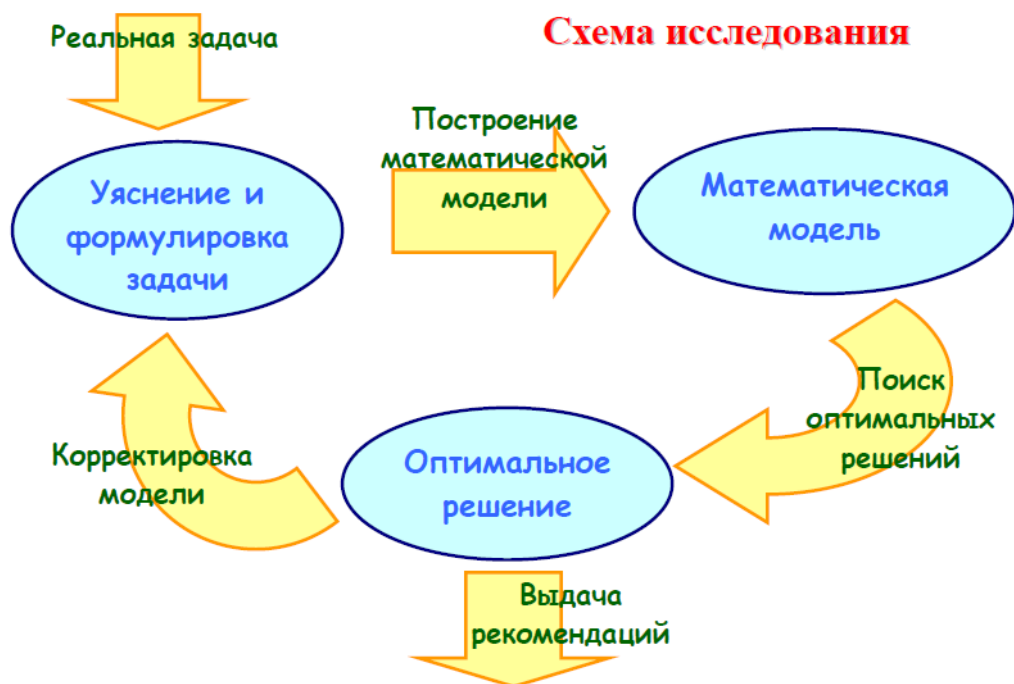 Схема исследования
Реальная задача
Уяснение и
формулировка
задачи
Построение
математической
модели
Математическая
модель
Поиск
оптимальных
решений
Оптимальное
решение
Корректировка
модели
Выдача
рекомендаций